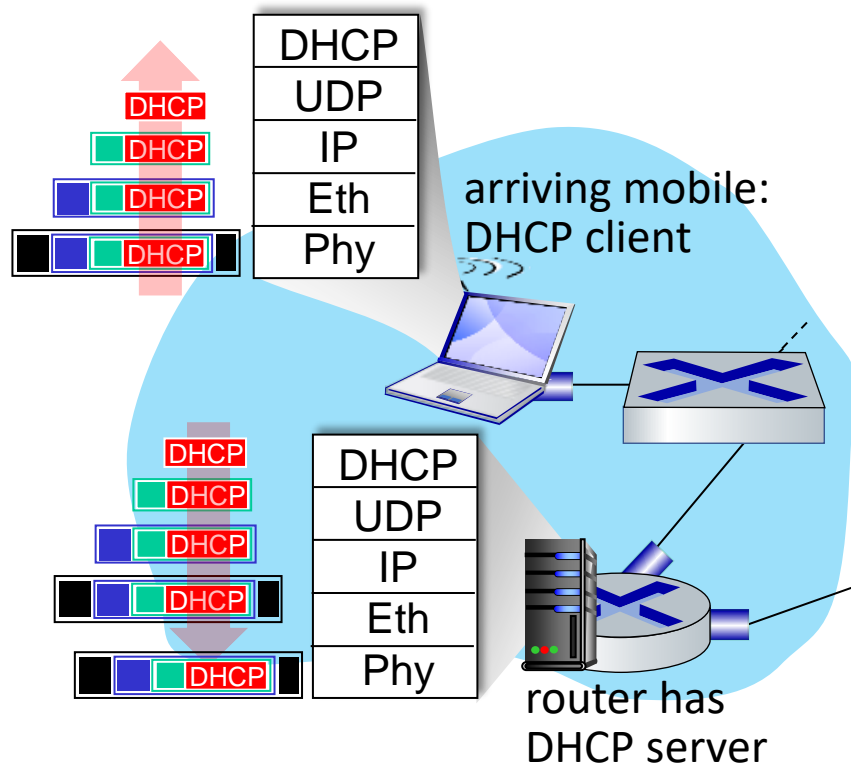 DHCP
UDP
IP
Eth
Phy
DHCP
DHCP
DHCP
DHCP
arriving mobile:
DHCP client
DHCP
UDP
IP
Eth
Phy
DHCP
DHCP
DHCP
DHCP
DHCP
router has
DHCP server